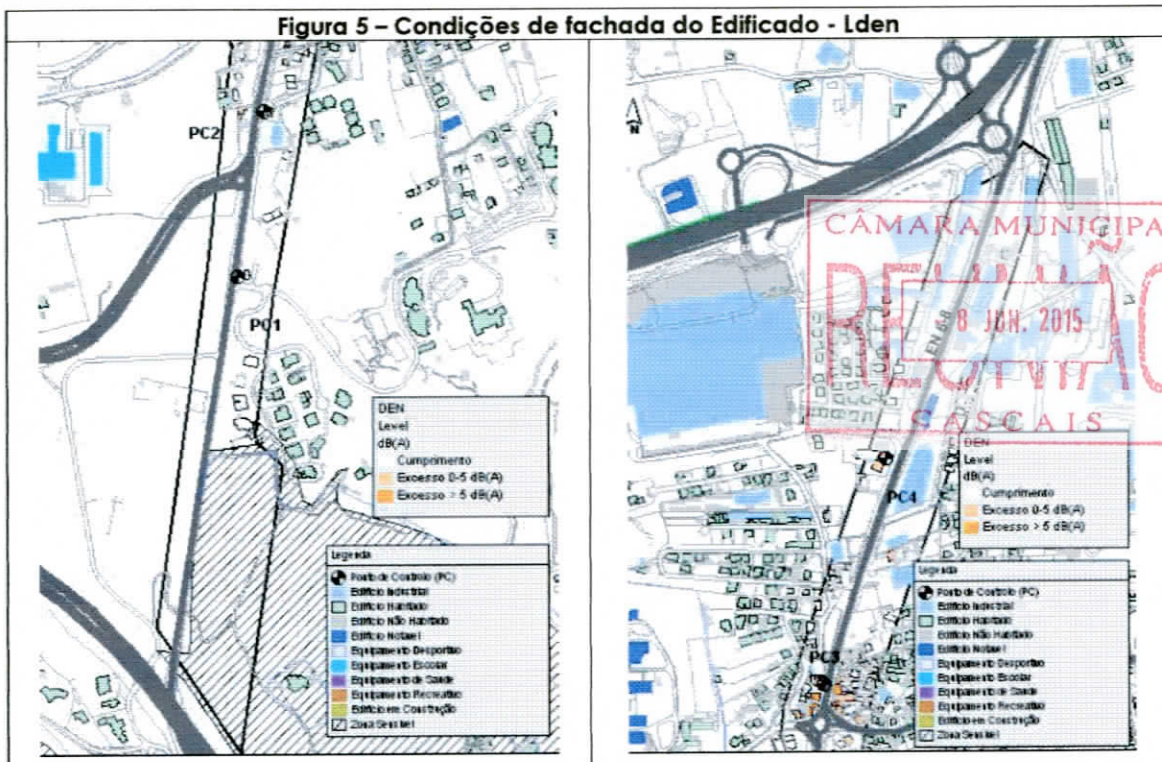 Figura 5 – Condições de fachada do Edificado - Lden
PC2
PC1
DEN
Level
dB(A)
Cumprimento
Excesso 0-5 dB(A)
Excesso > 5 dB(A)
Legenda
Ponto de Controlo (PC)
Edifício Industrial
Edifício Habitado
Edifício Não Habitado
Edifício Notável
Equipamento Desportivo
Equipamento Escolar
Equipamento de Saúde
Equipamento Recreativo
Edifício em Construção
Zona Sensível
N
CÂMARA MUNICIPA
8 JUN. 2015
CASCAIS
EN 6-8
PC4
PC3
DEN
Level
dB(A)
Cumprimento
Excesso 0-5 dB(A)
Excesso > 5 dB(A)
Legenda
Ponto de Controlo (PC)
Edifício Industrial
Edifício Habitado
Edifício Não Habitado
Edifício Notável
Equipamento Desportivo
Equipamento Escolar
Equipamento de Saúde
Equipamento Recreativo
Edifício em Construção
Zona Sensível